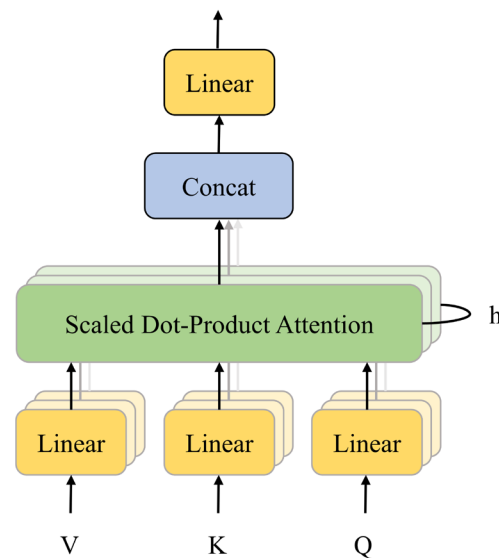 Linear
Concat
Scaled Dot-Product Attention
h
Linear Linear Linear
V K Q